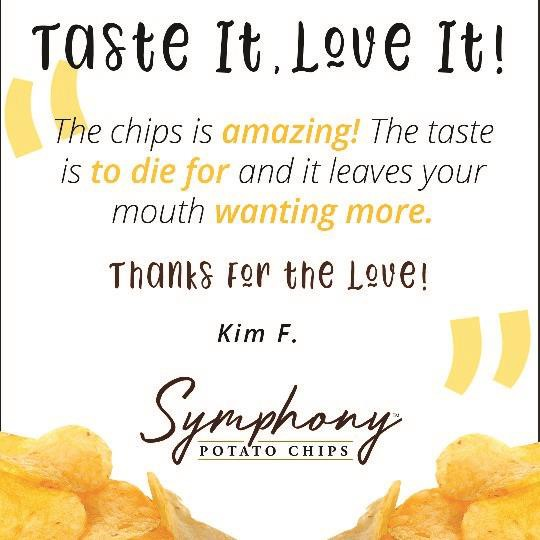 Taste It, Love It!
The chips is amazing! The taste
is to die for and it leaves your
mouth wanting more.
Thanks For the Love!
Kim F.
Symphony™
POTATO CHIPS